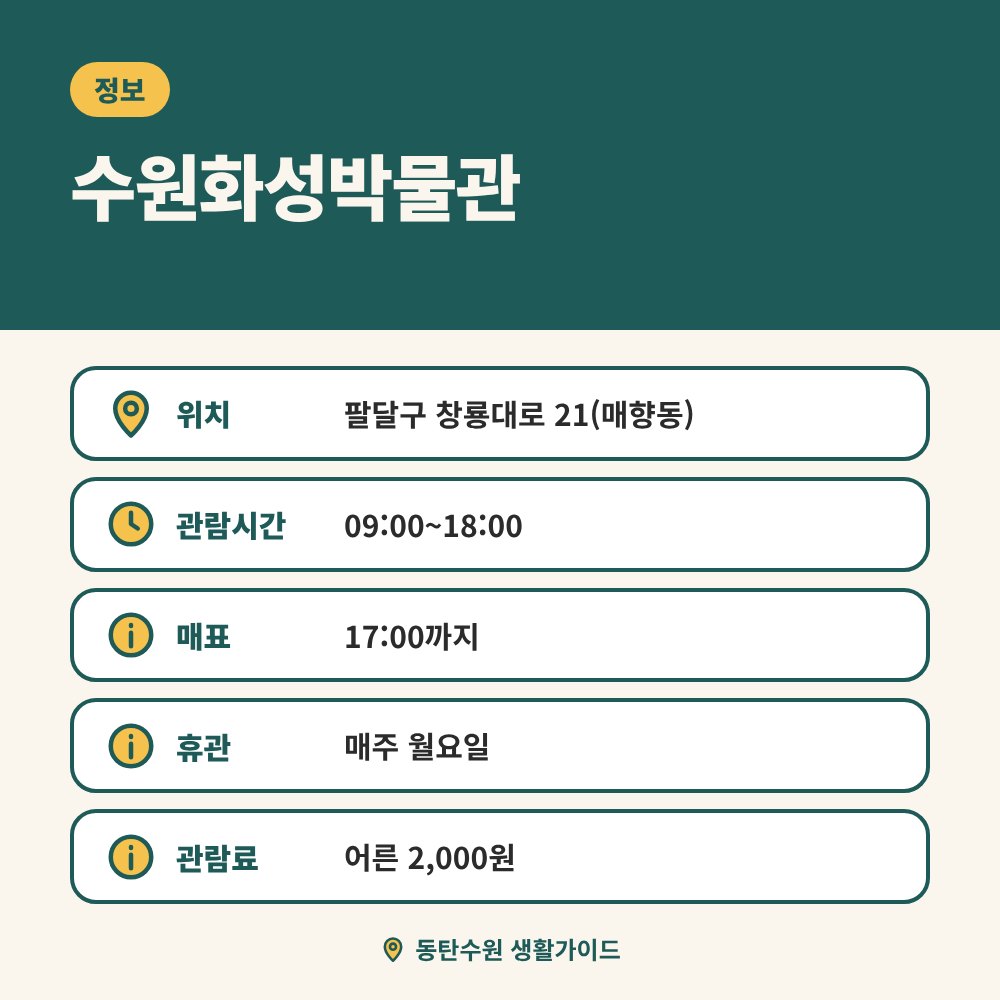 정보
수원화성박물관
위치 팔달구 창룡대로 21(매향동)
관람시간 09:00~18:00
매표 17:00까지
휴관 매주 월요일
관람료 어른 2,000원
동탄수원 생활가이드